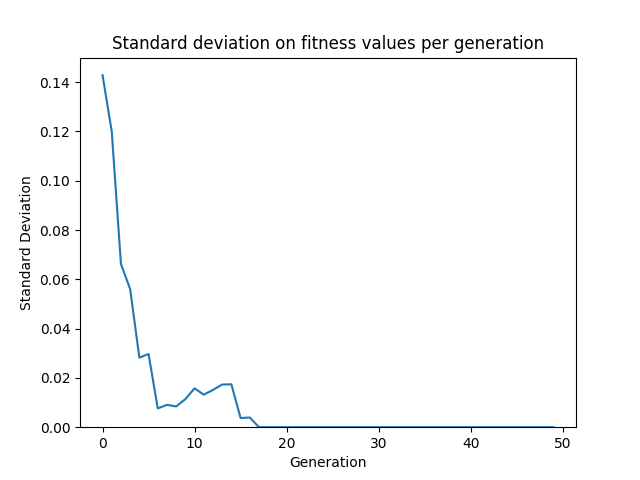 Standard deviation on fitness values per generation
0.14
0.12
0.10
0.08
0.06
0.04
0.02
0.00
Standard Deviation
0 10 20 30 40 50
Generation